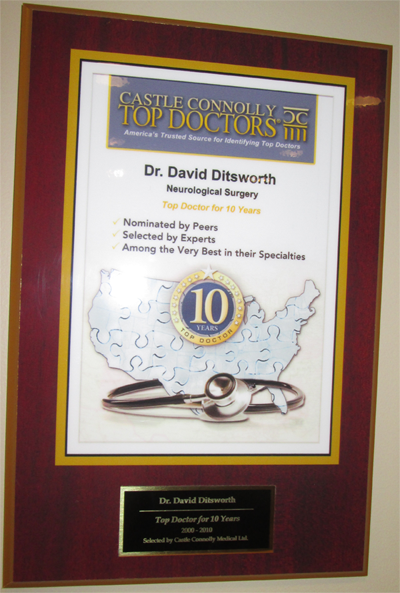 CASTLE CONNOLLY
TOP DOCTORS®
America's Trusted Source for Identifying Top Doctors
Dr. David Ditsworth
Neurological Surgery
Top Doctor for 10 Years
✓ Nominated by Peers
✓ Selected by Experts
✓ Among the Very Best in their Specialties
10
YEARS
TOP DOCTOR
Dr. David Ditsworth
Top Doctor for 10 Years
2000 - 2010
Selected by Castle Connolly Medical Ltd.